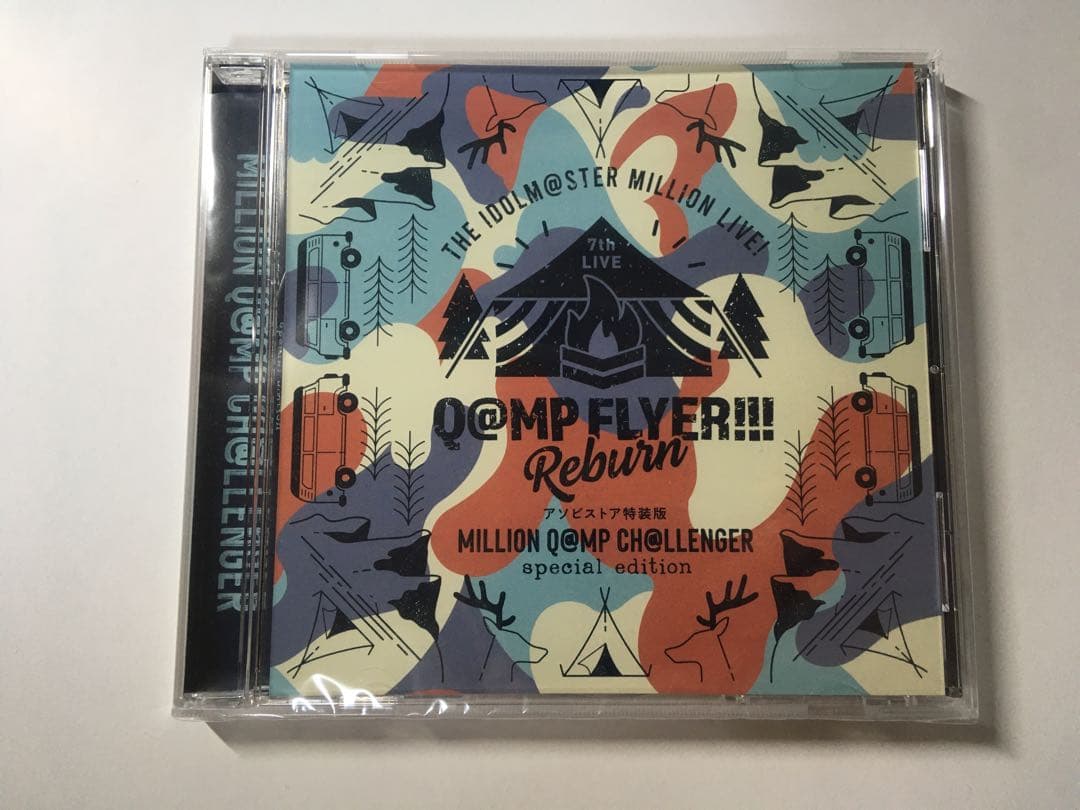 MILLION Q@MP CH@LLENGER
THE IDOLM@STER MILLION LIVE!
7th
LIVE
Q@MP FLYER!!!
Reburn
アソビストア特装版
MILLION Q@MP CH@LLENGER
special edition